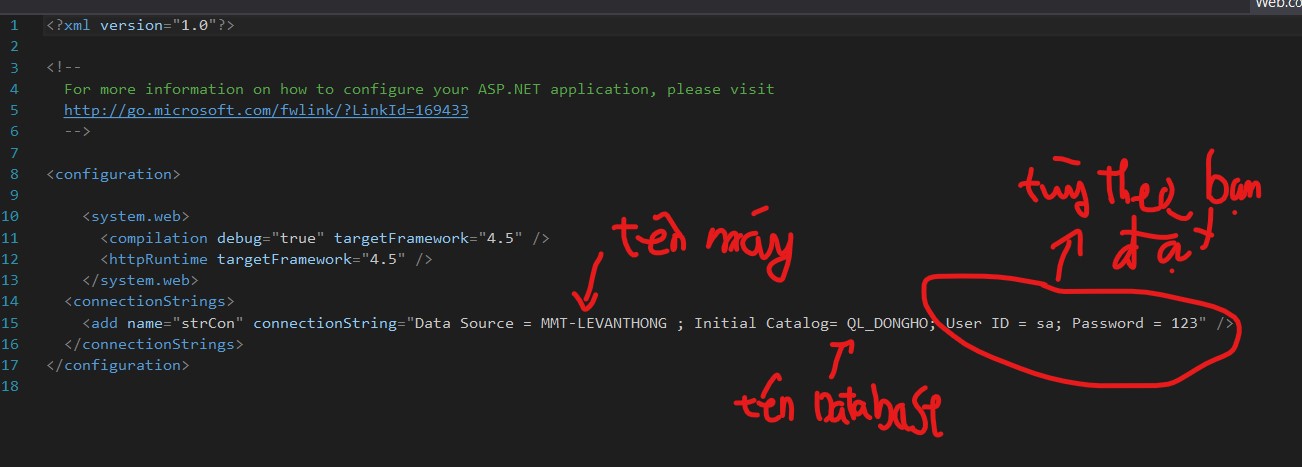 Web.co
1 <?xml version="1.0"?>
2
3 <!--
4 For more information on how to configure your ASP.NET application, please visit
5 http://go.microsoft.com/fwlink/?LinkId=169433
6 -->
7
8 <configuration>
9
10 <system.web>
11 <compilation debug="true" targetFramework="4.5" />
12 <httpRuntime targetFramework="4.5" />
13 </system.web>
14 <connectionStrings>
15 <add name="strCon" connectionString="Data Source = MMT-LEVANTHONG ; Initial Catalog= QL_DONGHO; User ID = sa; Password = 123" />
16 </connectionStrings>
17 </configuration>
18
tên máy
tùy theo bạn
đặt
tên Database